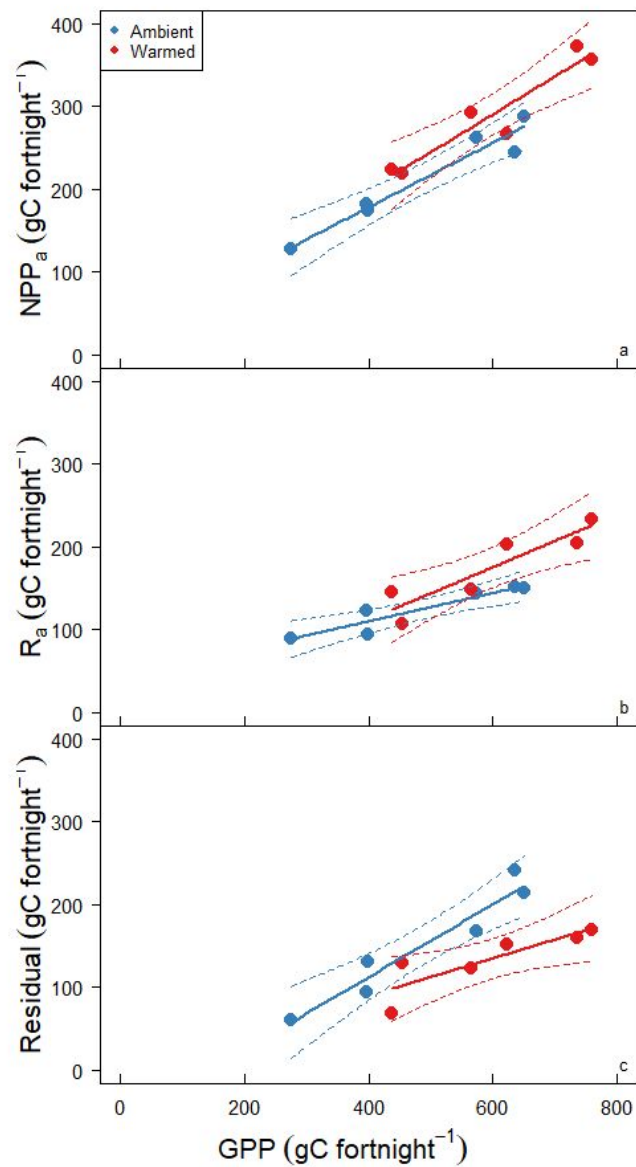 Ambient
Warmed
400
300
200
100
0
NPPₐ (gC fortnight⁻¹)
a
400
300
200
100
0
Rₐ (gC fortnight⁻¹)
b
400
300
200
100
0
Residual (gC fortnight⁻¹)
c
0 200 400 600 800
GPP (gC fortnight⁻¹)